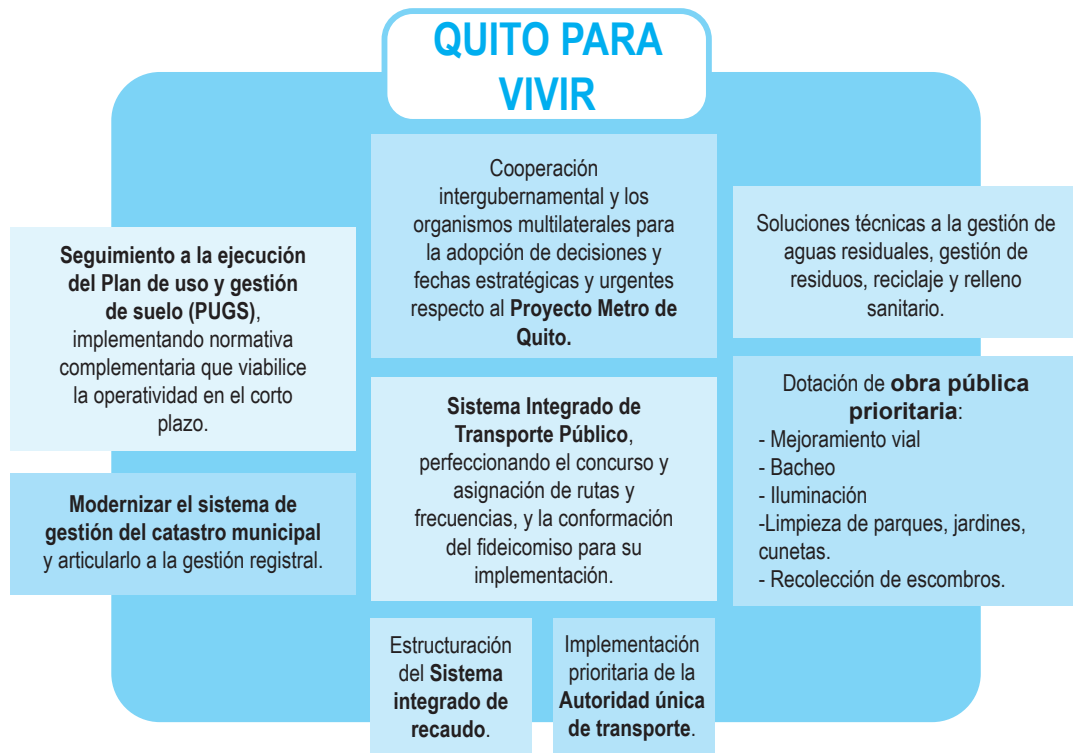 QUITO PARA
VIVIR
Seguimiento a la ejecución
del Plan de uso y gestión
de suelo (PUGS),
implementando normativa
complementaria que viabilice
la operatividad en el corto
plazo.
Modernizar el sistema de
gestión del catastro municipal
y articularlo a la gestión registral.
Cooperación
intergubernamental y los
organismos multilaterales para
la adopción de decisiones y
fechas estratégicas y urgentes
respecto al Proyecto Metro de
Quito.
Sistema Integrado de
Transporte Público,
perfeccionando el concurso y
asignación de rutas y
frecuencias, y la conformación
del fideicomiso para su
implementación.
Estructuración
del Sistema
integrado de
recaudo.
Implementación
prioritaria de la
Autoridad única
de transporte.
Soluciones técnicas a la gestión de
aguas residuales, gestión de
residuos, reciclaje y relleno
sanitario.
Dotación de obra pública
prioritaria:
- Mejoramiento vial
- Bacheo
- Iluminación
-Limpieza de parques, jardines,
cunetas.
- Recolección de escombros.